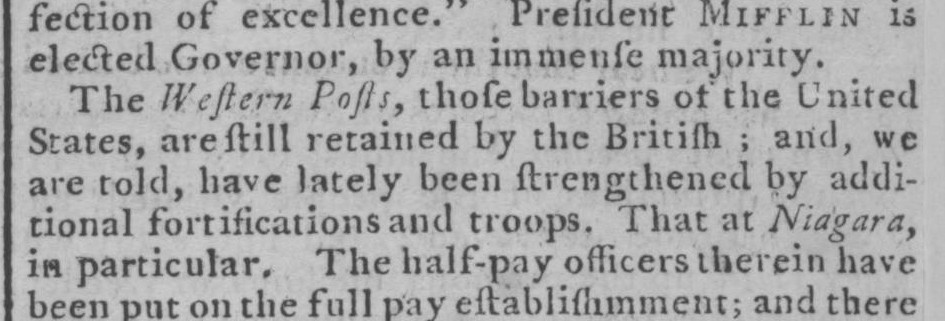 fection of excellence.” Preſident MIFFLIN is
elected Governor, by an immenſe majority.
The Weſtern Poſts, thoſe barriers of the United
States, are ſtill retained by the Britiſh ; and, we
are told, have lately been ſtrengthened by addi-
tional fortifications and troops. That at Niagara,
in particular. The half-pay officers therein have
been put on the full pay eſtabliſhmment; and there